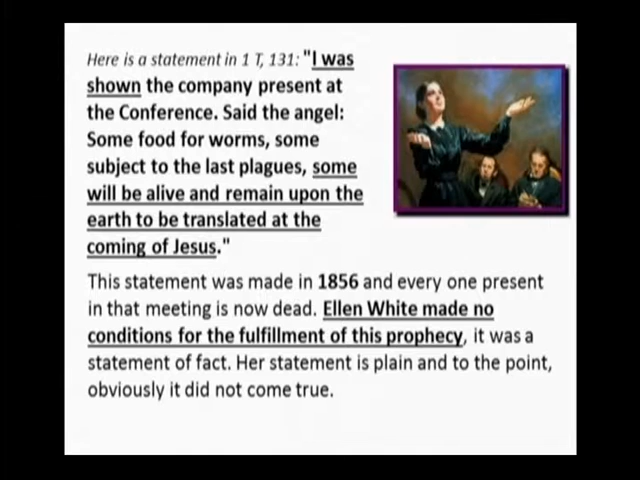 Here is a statement in 1 T, 131: "I was
shown the company present at
the Conference. Said the angel:
Some food for worms, some
subject to the last plagues, some
will be alive and remain upon the
earth to be translated at the
coming of Jesus."
This statement was made in 1856 and every one present
in that meeting is now dead. Ellen White made no
conditions for the fulfillment of this prophecy, it was a
statement of fact. Her statement is plain and to the point,
obviously it did not come true.